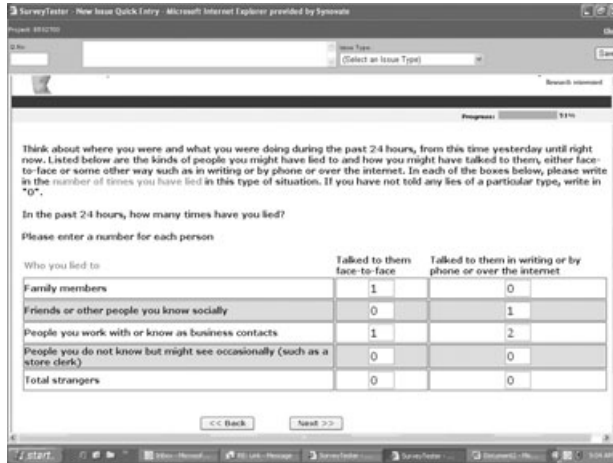 SurveyTester - New Issue Quick Entry - Microsoft Internet Explorer provided by Synovate
Issue Type:
(Select an Issue Type)
Research reinvented
Progress: 51%
Think about where you were and what you were doing during the past 24 hours, from this time yesterday until right
now. Listed below are the kinds of people you might have lied to and how you might have talked to them, either face-
to-face or some other way such as in writing or by phone or over the internet. In each of the boxes below, please write
in the number of times you have lied in this type of situation. If you have not told any lies of a particular type, write in
"0".
In the past 24 hours, how many times have you lied?
Please enter a number for each person
Who you lied to
Talked to them
face-to-face
Talked to them in writing or by
phone or over the internet
Family members 1 0
Friends or other people you know socially 0 1
People you work with or know as business contacts 1 2
People you do not know but might see occasionally (such as a
store clerk) 0 0
Total strangers 0 0
<< Back Next >>
start